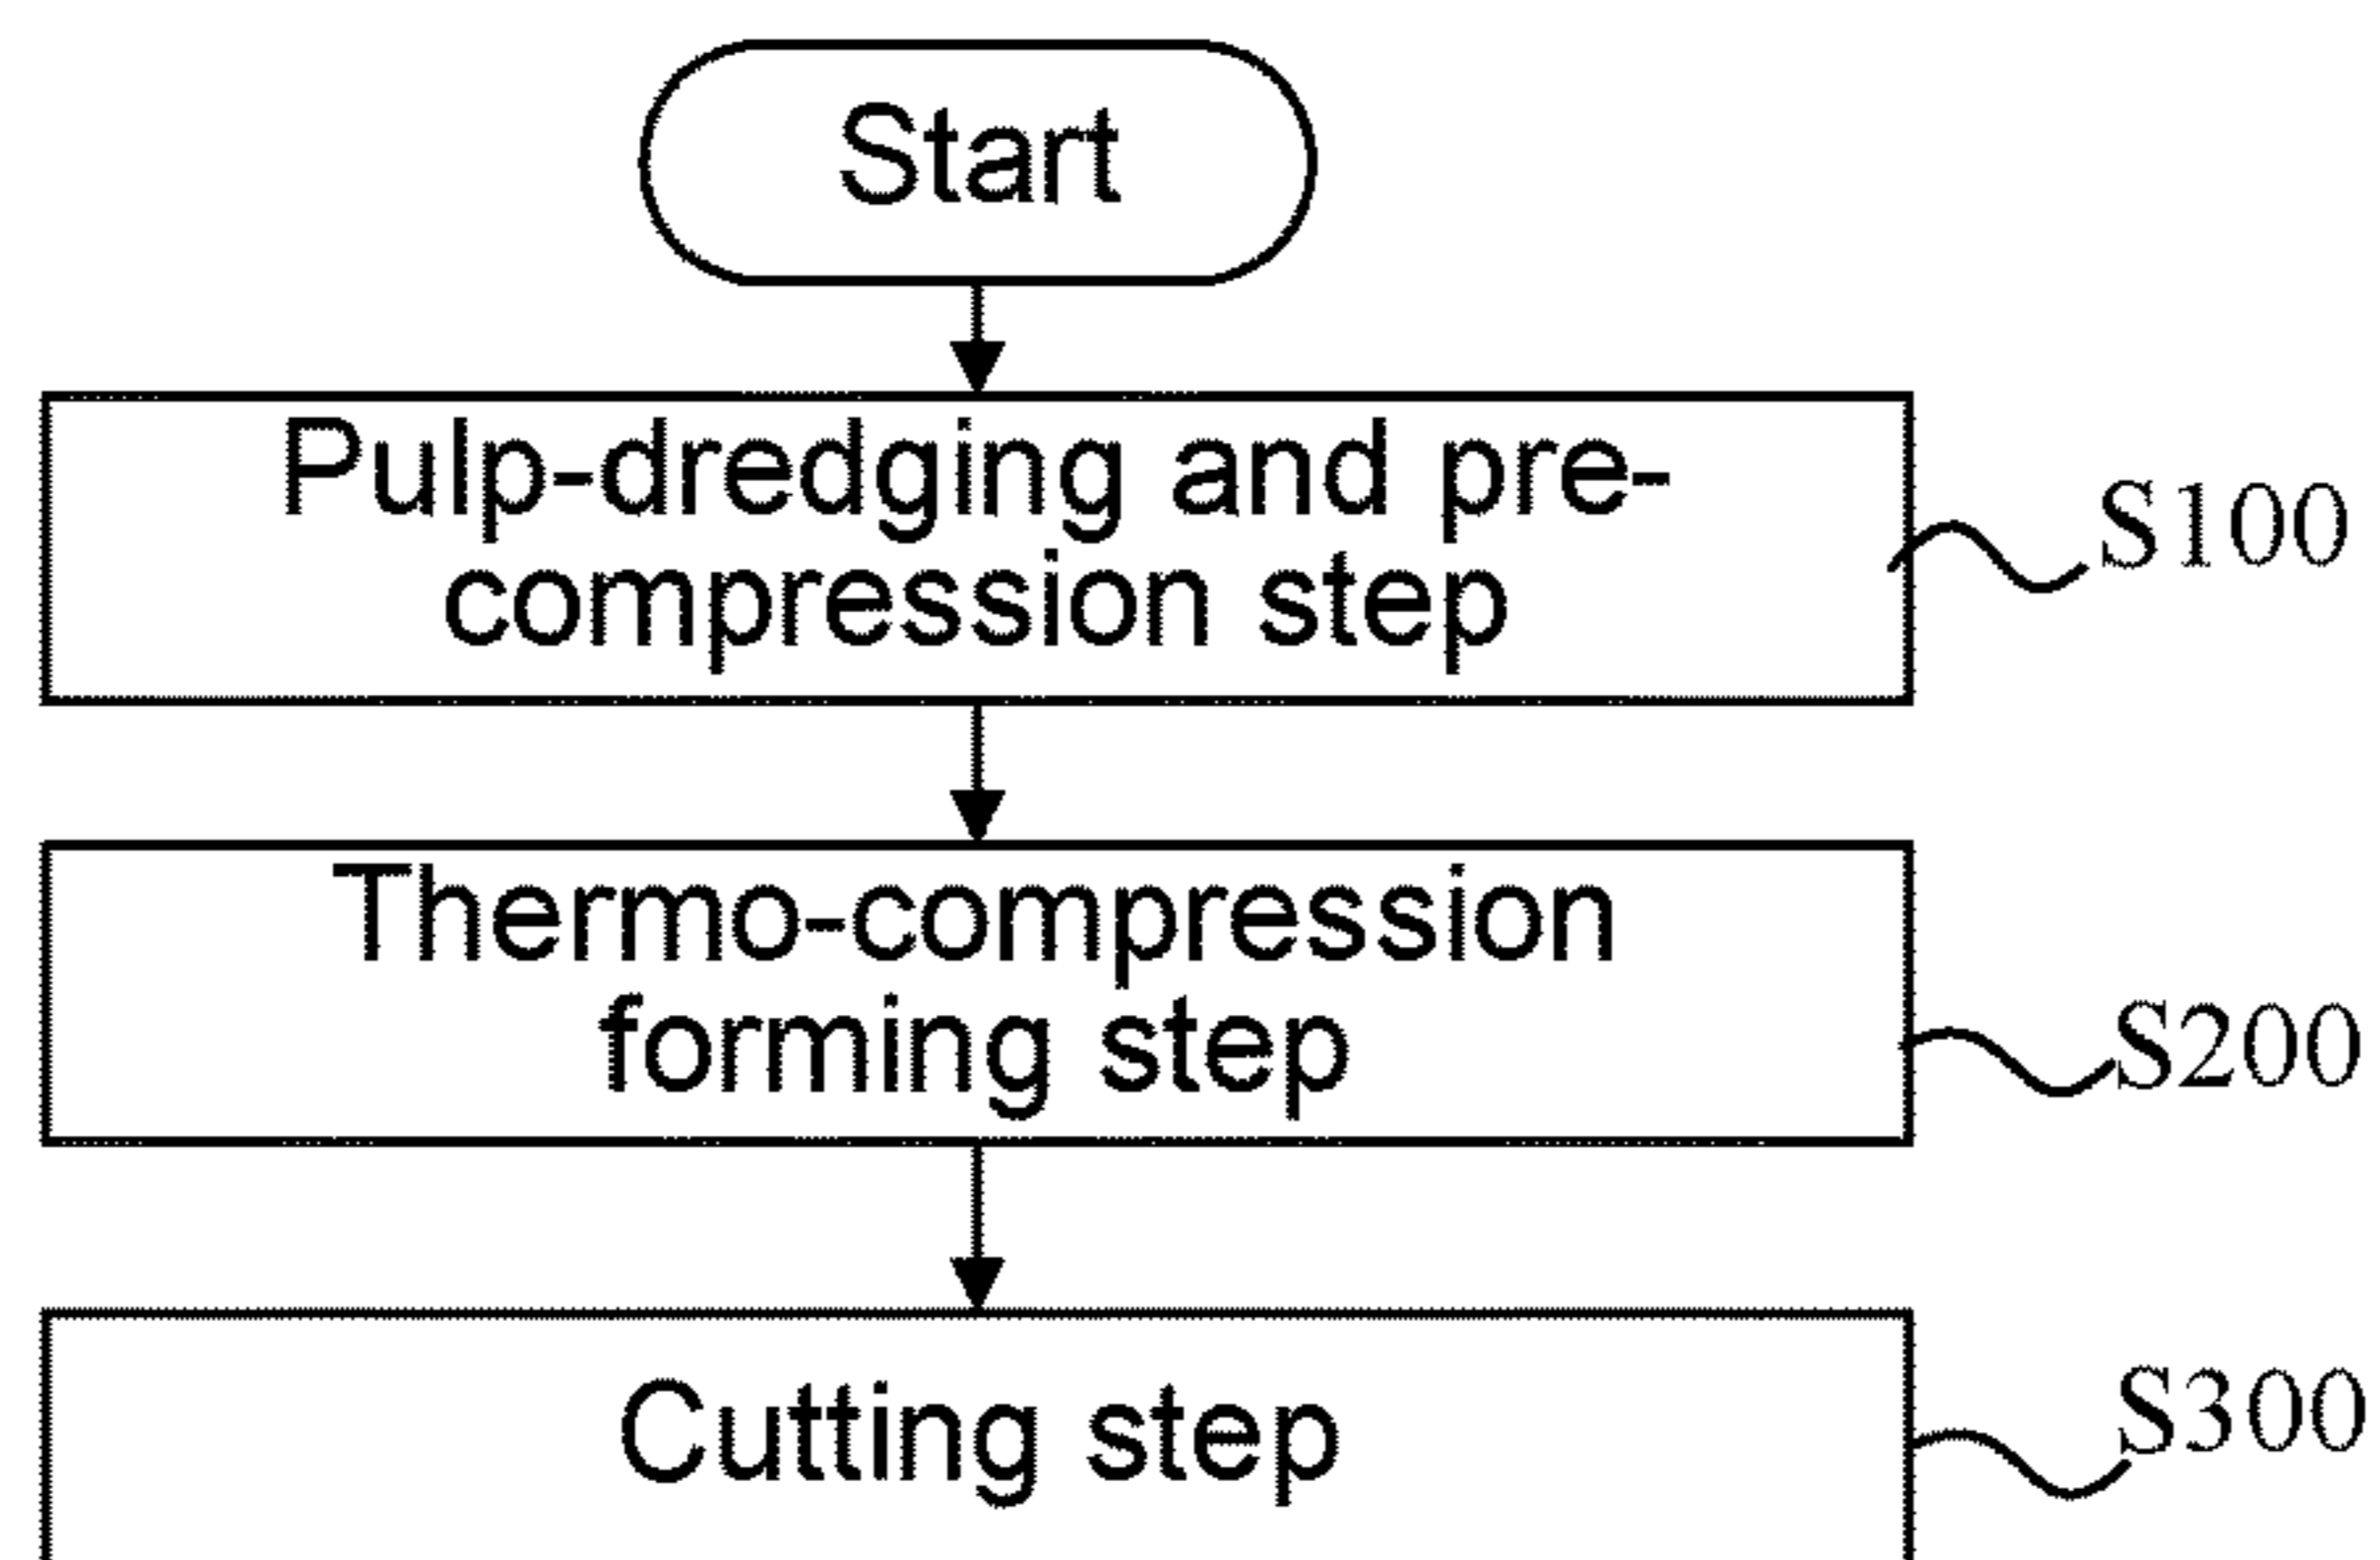 Start
Pulp-dredging and pre-
compression step
S100
Thermo-compression
forming step
S200
Cutting step
S300